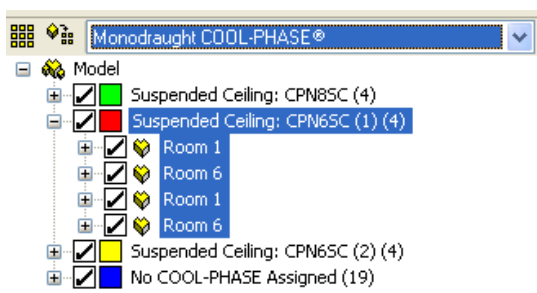 Monodraught COOL-PHASE®
Model
Suspended Ceiling: CPN8SC (4)
Suspended Ceiling: CPN6SC (1) (4)
Room 1
Room 6
Room 1
Room 6
Suspended Ceiling: CPN6SC (2) (4)
No COOL-PHASE Assigned (19)